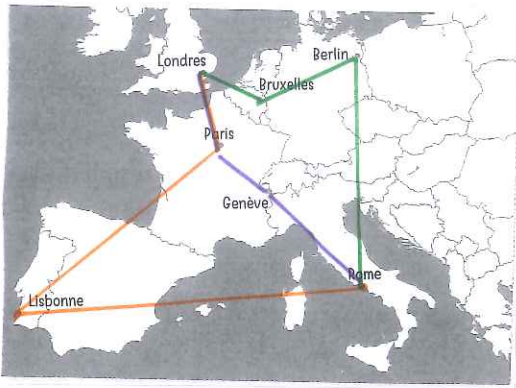 Berlin
Londres
Bruxelles
Paris
Genève
Rome
Lisbonne